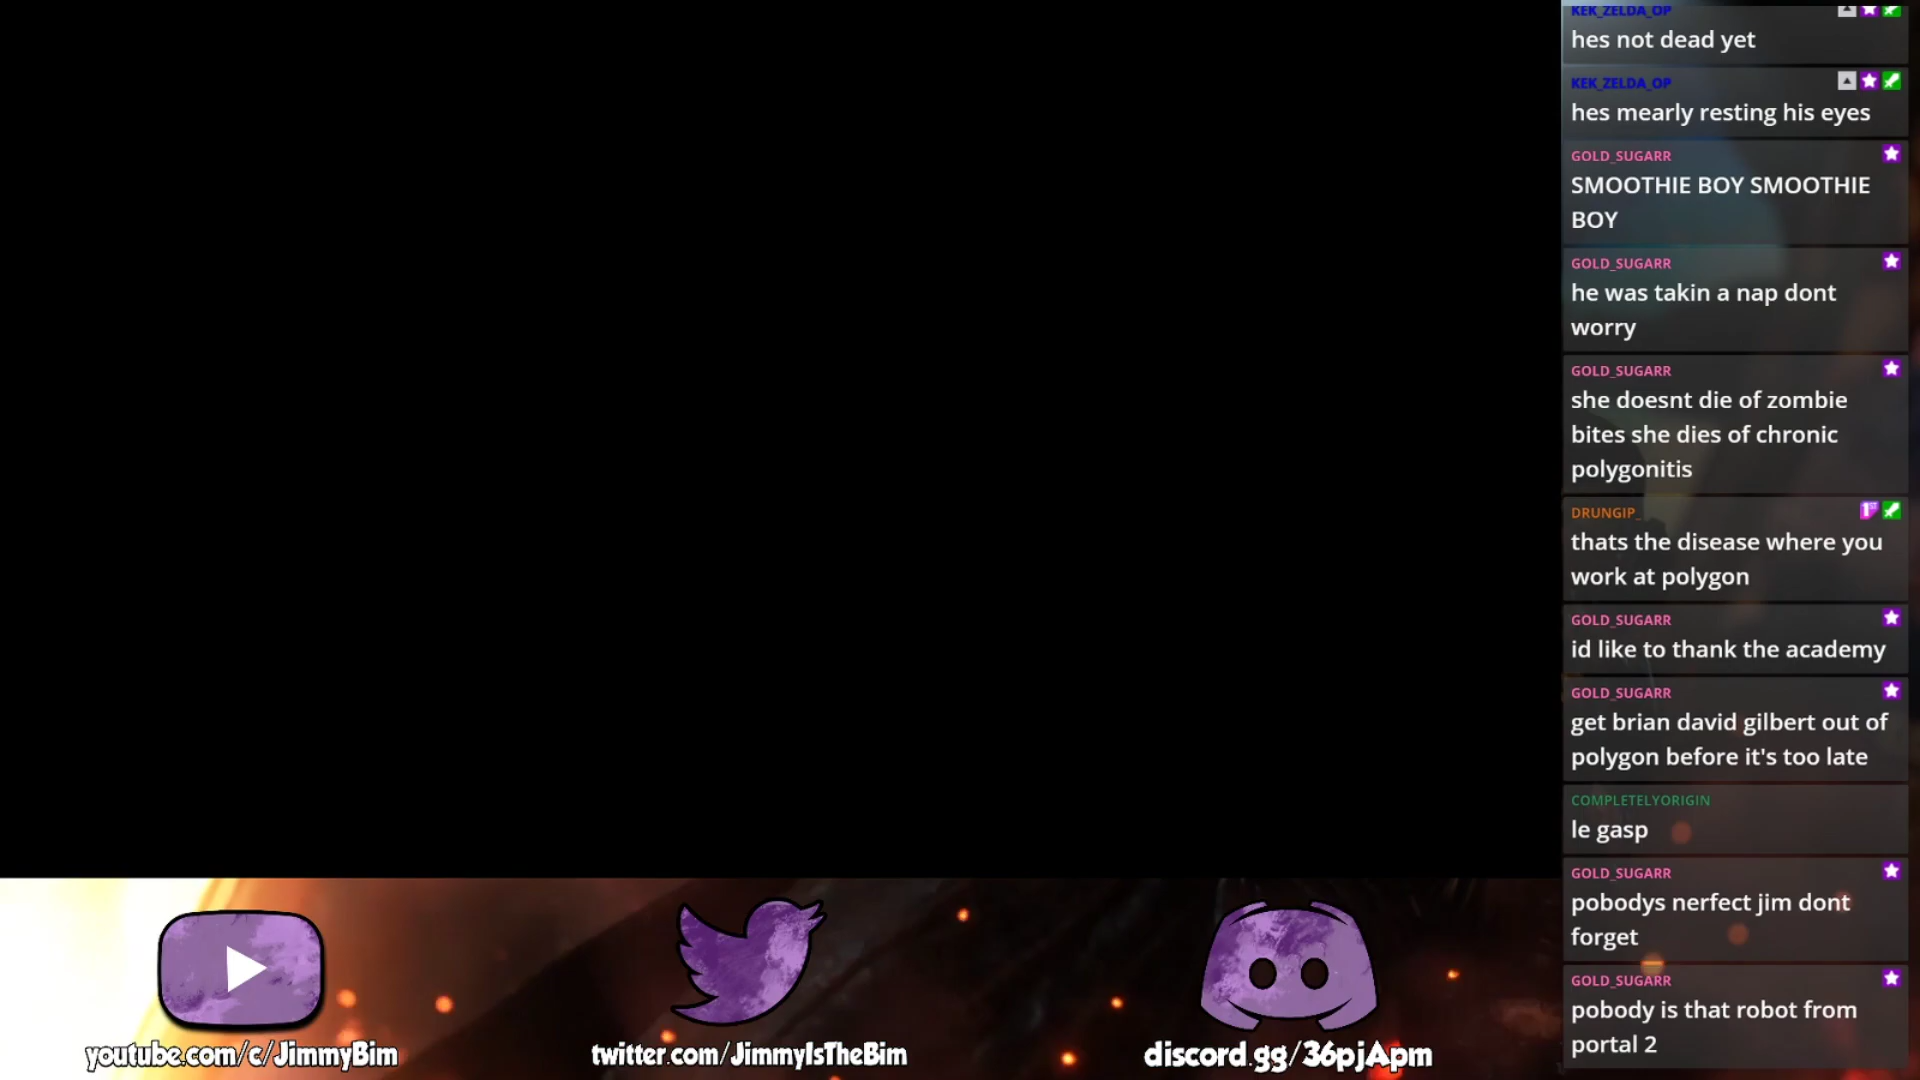 KEK_ZELDA_OP
hes not dead yet
KEK_ZELDA_OP
hes mearly resting his eyes
GOLD_SUGARR
SMOOTHIE BOY SMOOTHIE
BOY
GOLD_SUGARR
he was takin a nap dont
worry
GOLD_SUGARR
she doesnt die of zombie
bites she dies of chronic
polygonitis
DRUNGIP_
1ST
thats the disease where you
work at polygon
GOLD_SUGARR
id like to thank the academy
GOLD_SUGARR
get brian david gilbert out of
polygon before it's too late
COMPLETELYORIGIN
le gasp
GOLD_SUGARR
pobodys nerfect jim dont
forget
GOLD_SUGARR
pobody is that robot from
portal 2
youtube.com/c/JimmyBim
twitter.com/JimmyIsTheBim
discord.gg/36pjApm